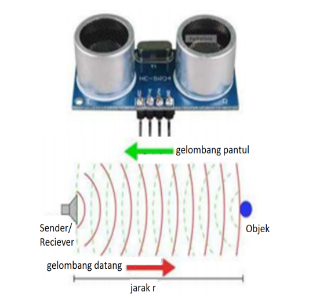 HC-SR04
gelombang pantul
Sender/
Reciever
Objek
gelombang datang
jarak r